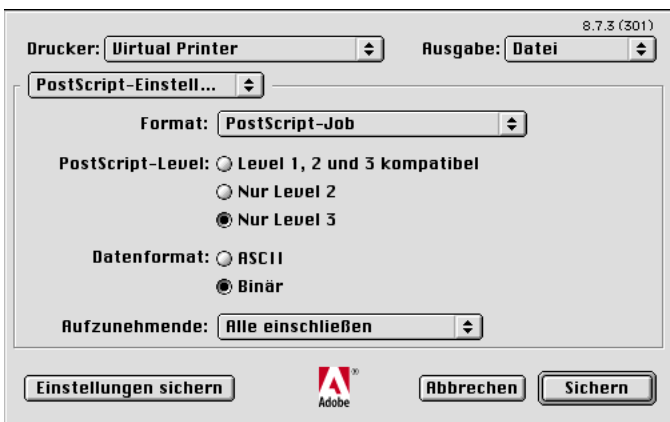 8.7.3 (301)
Drucker: Virtual Printer Ausgabe: Datei
PostScript-Einstell...
Format: PostScript-Job
PostScript-Level: Level 1, 2 und 3 kompatibel
Nur Level 2
Nur Level 3
Datenformat: ASCII
Binär
Aufzunehmende: Alle einschließen
Einstellungen sichern Adobe ® Abbrechen Sichern